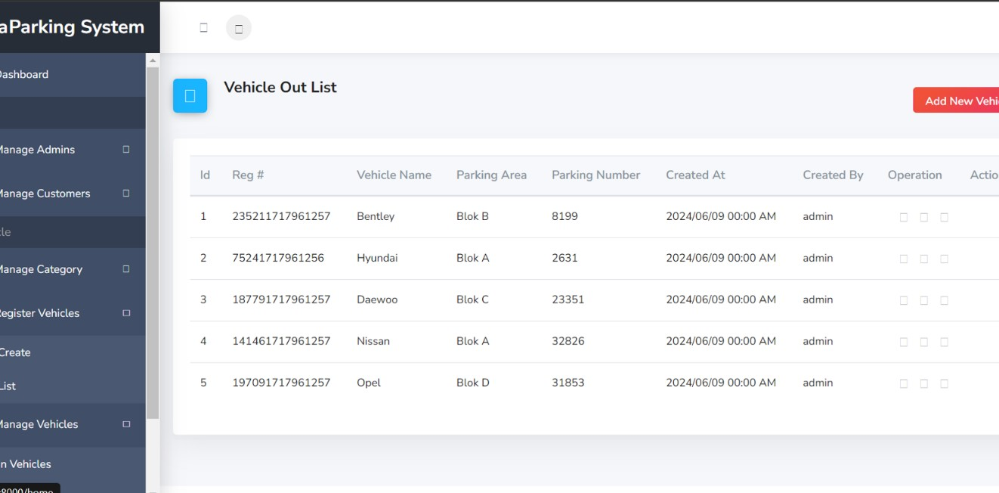 aParking System
Dashboard
Manage Admins
Manage Customers
cle
Manage Category
Register Vehicles
Create
List
Manage Vehicles
n Vehicles
8000/home
Vehicle Out List
Add New Vehi
Id Reg # Vehicle Name Parking Area Parking Number Created At Created By Operation Actio
1 235211717961257 Bentley Blok B 8199 2024/06/09 00:00 AM admin
2 75241717961256 Hyundai Blok A 2631 2024/06/09 00:00 AM admin
3 187791717961257 Daewoo Blok C 23351 2024/06/09 00:00 AM admin
4 141461717961257 Nissan Blok A 32826 2024/06/09 00:00 AM admin
5 197091717961257 Opel Blok D 31853 2024/06/09 00:00 AM admin